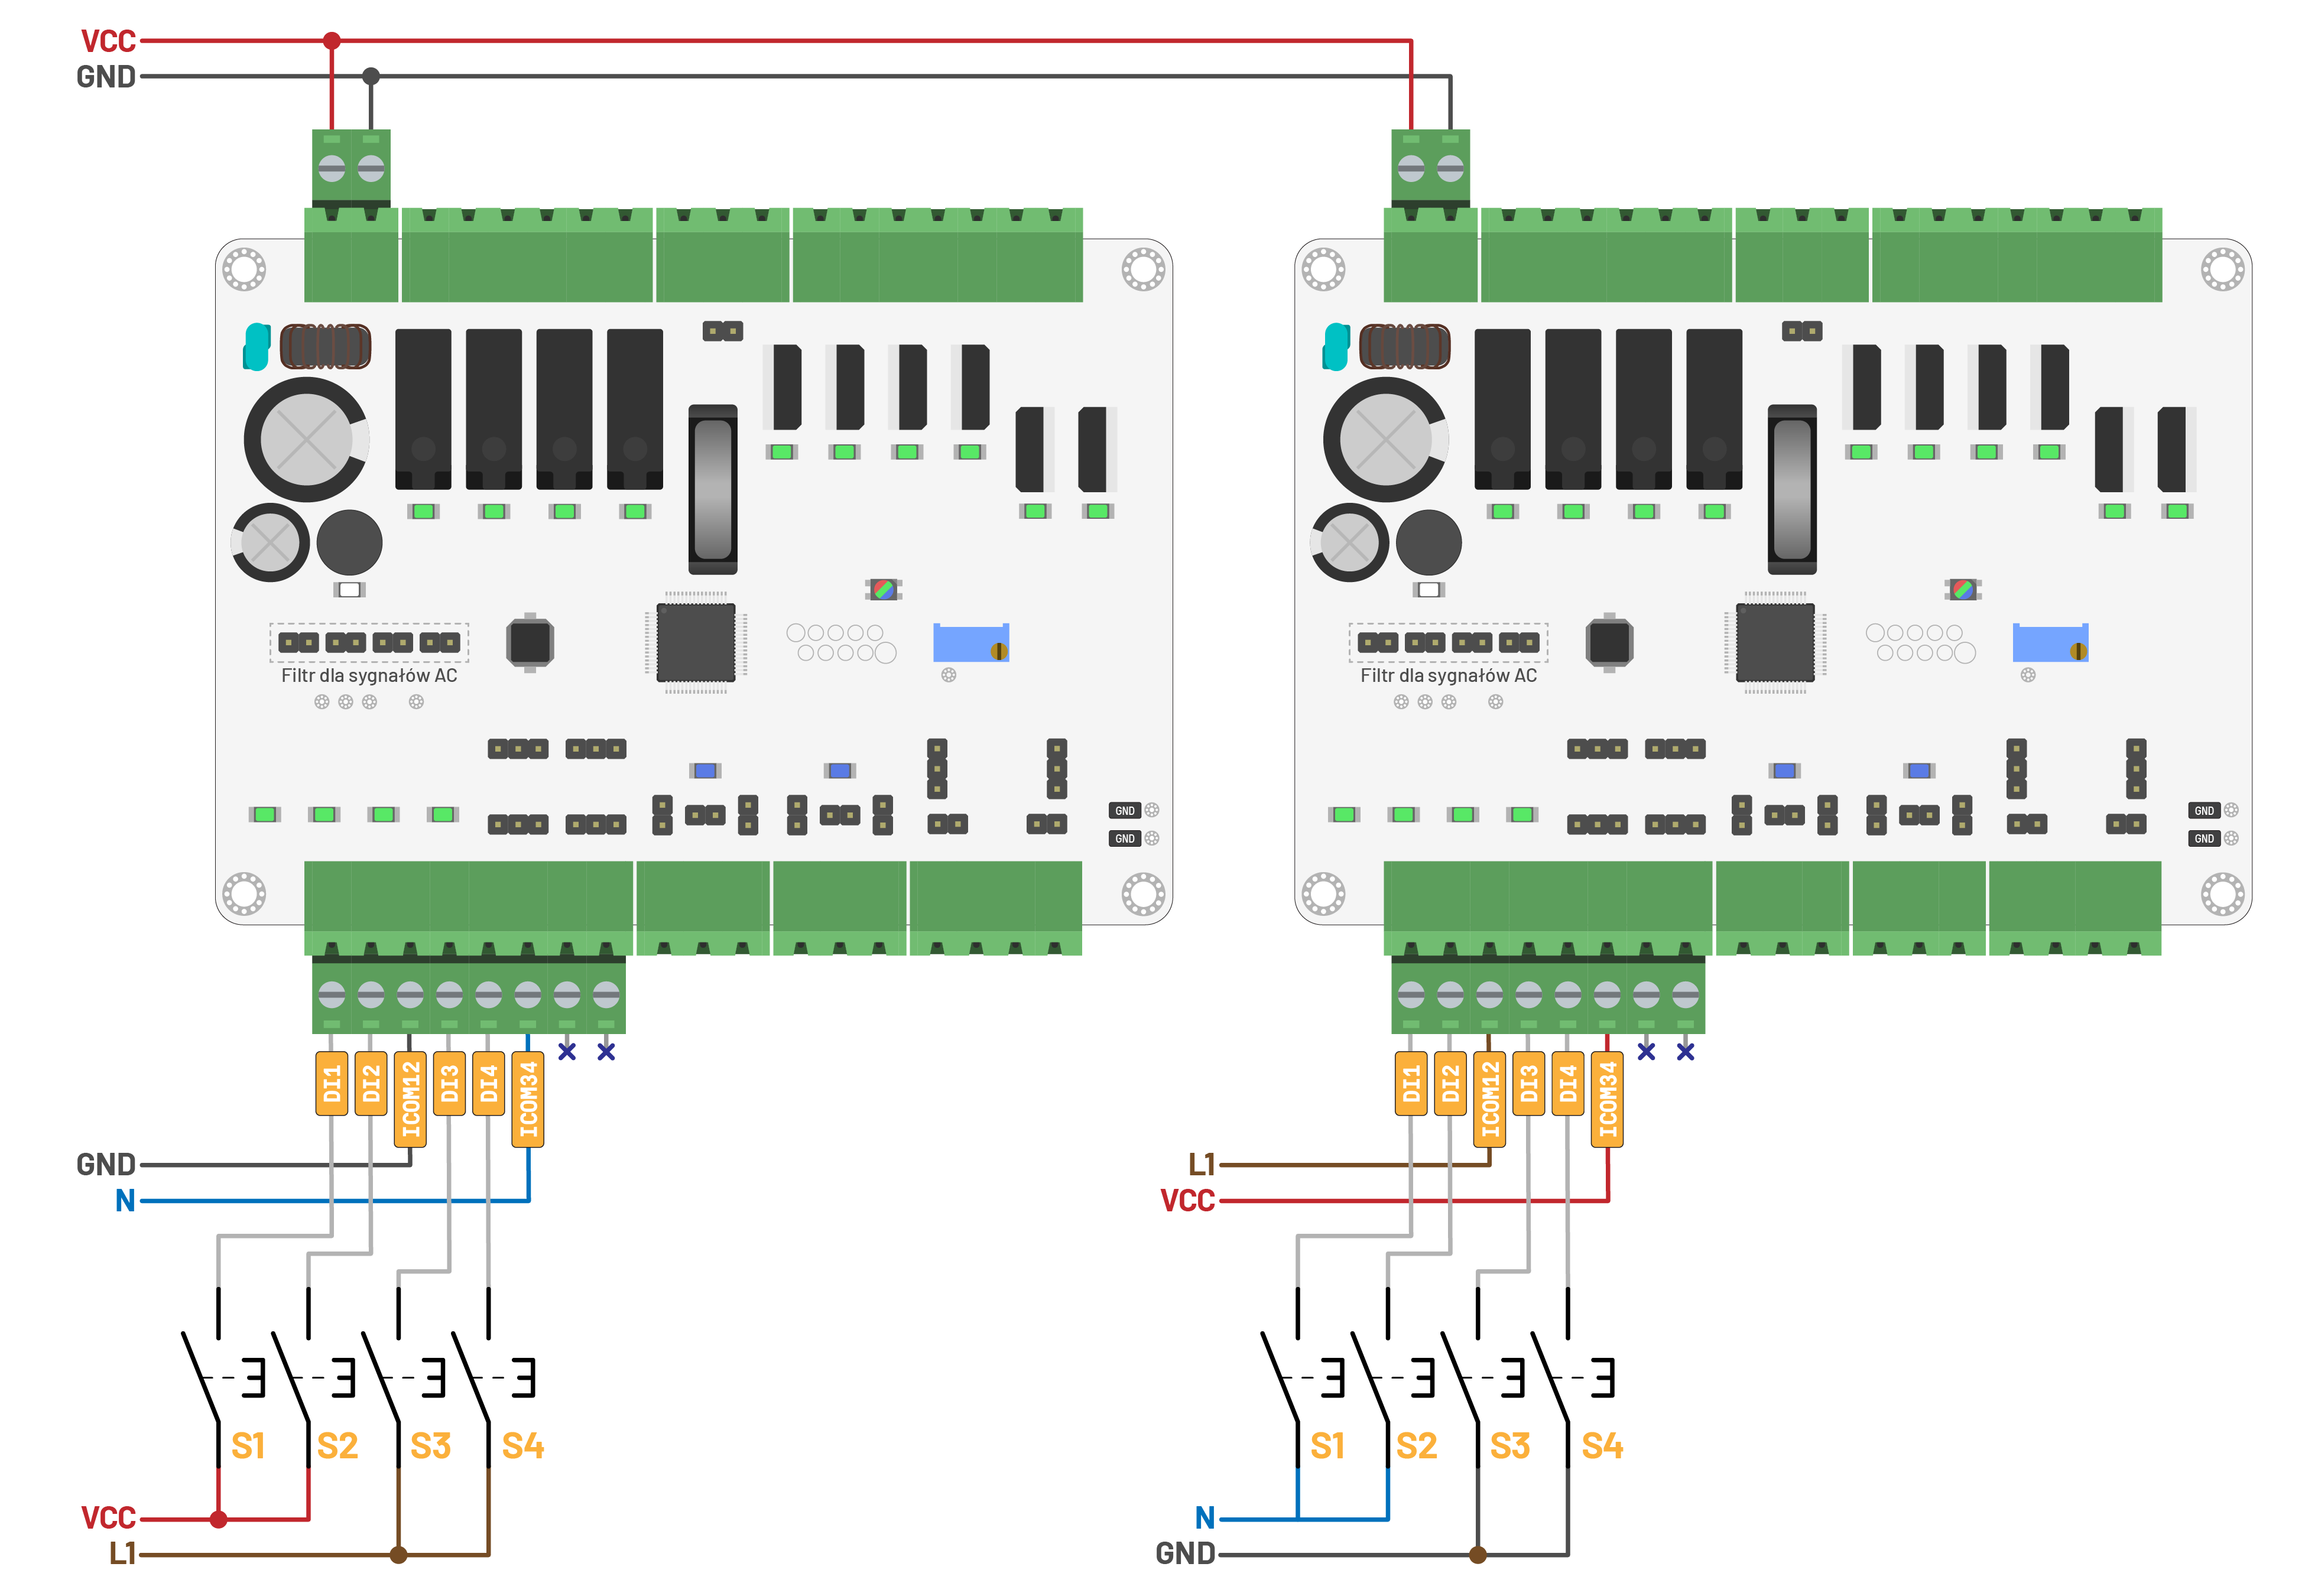 VCC
GND
Filtr dla sygnałów AC
Filtr dla sygnałów AC
GND
GND
GND
GND
DI1 DI2 ICOM12 DI3 DI4 ICOM34
DI1 DI2 ICOM12 DI3 DI4 ICOM34
GND
N
L1
VCC
S1 S2 S3 S4
S1 S2 S3 S4
VCC
L1
N
GND